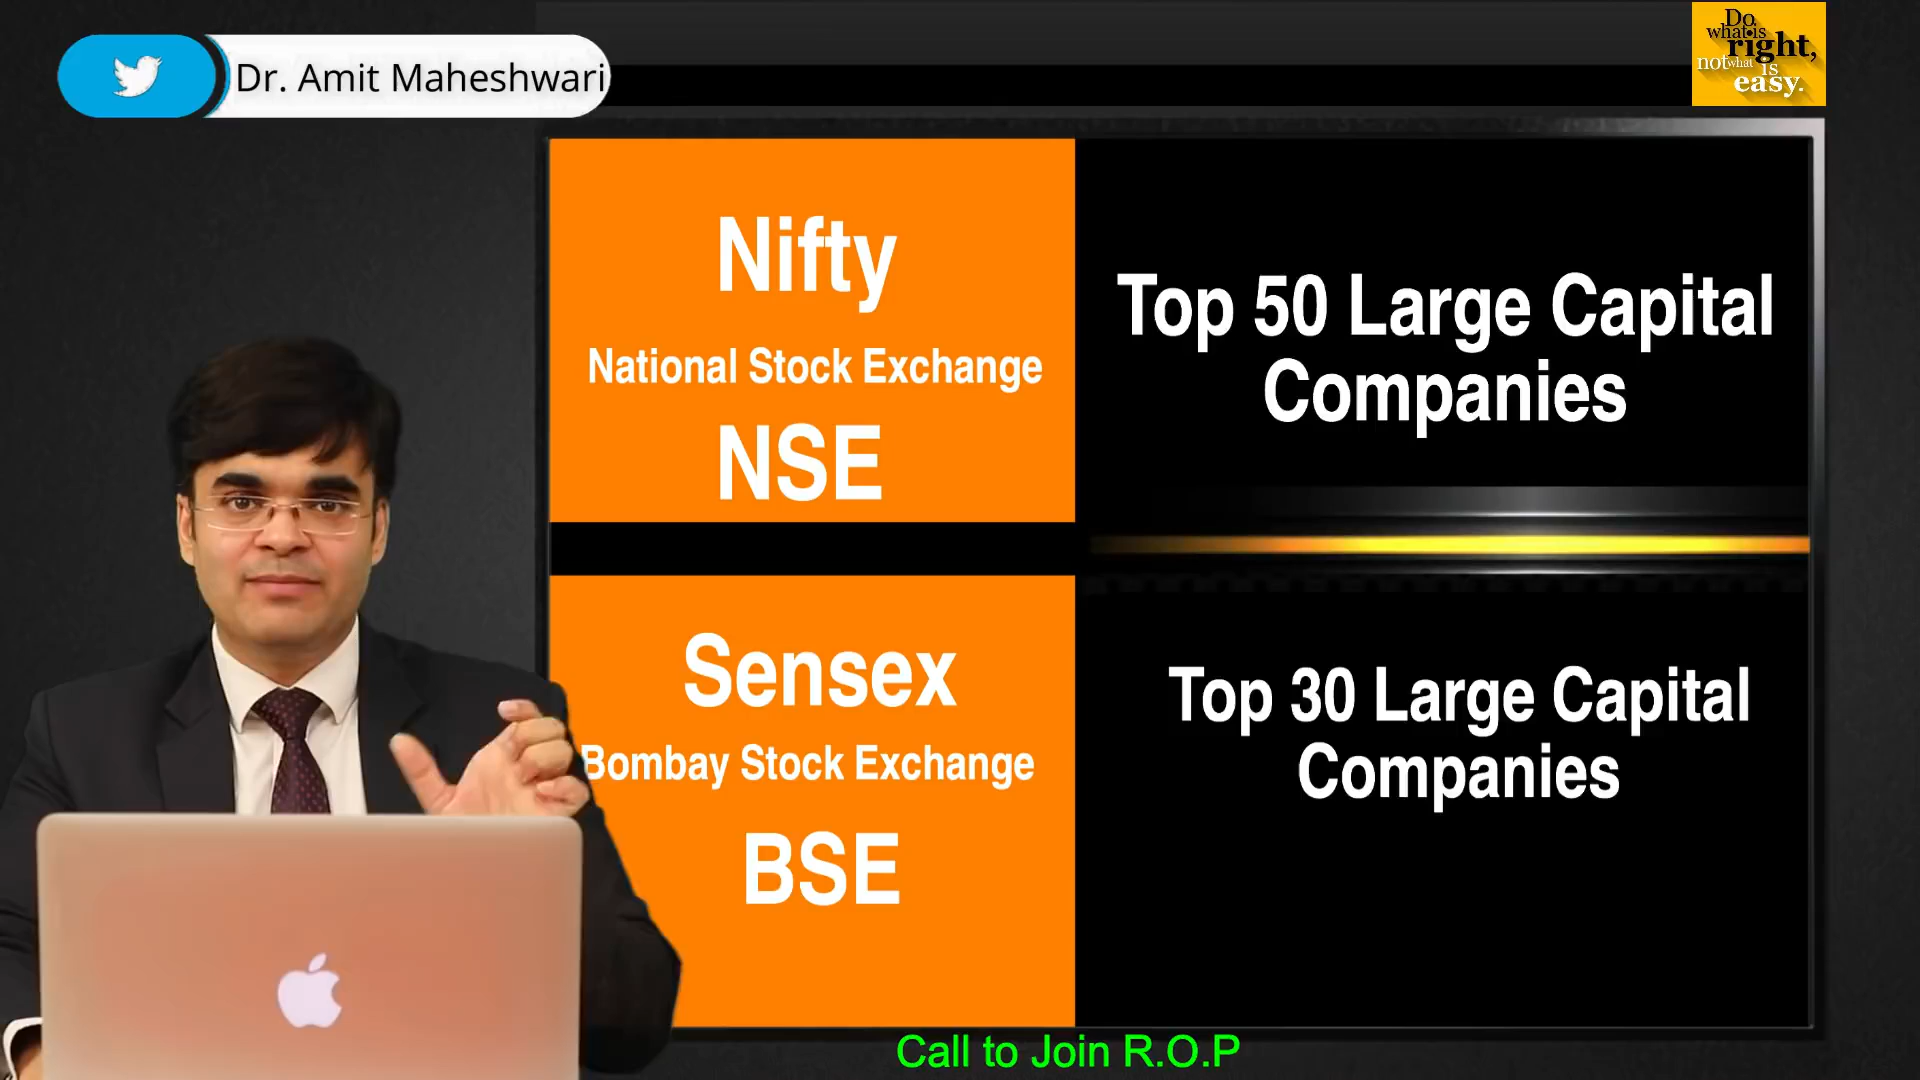 Dr. Amit Maheshwari
Do
what is
right,
not what
is
easy.
Nifty
National Stock Exchange
NSE
Top 50 Large Capital
Companies
Sensex
Bombay Stock Exchange
BSE
Top 30 Large Capital
Companies
Call to Join R.O.P